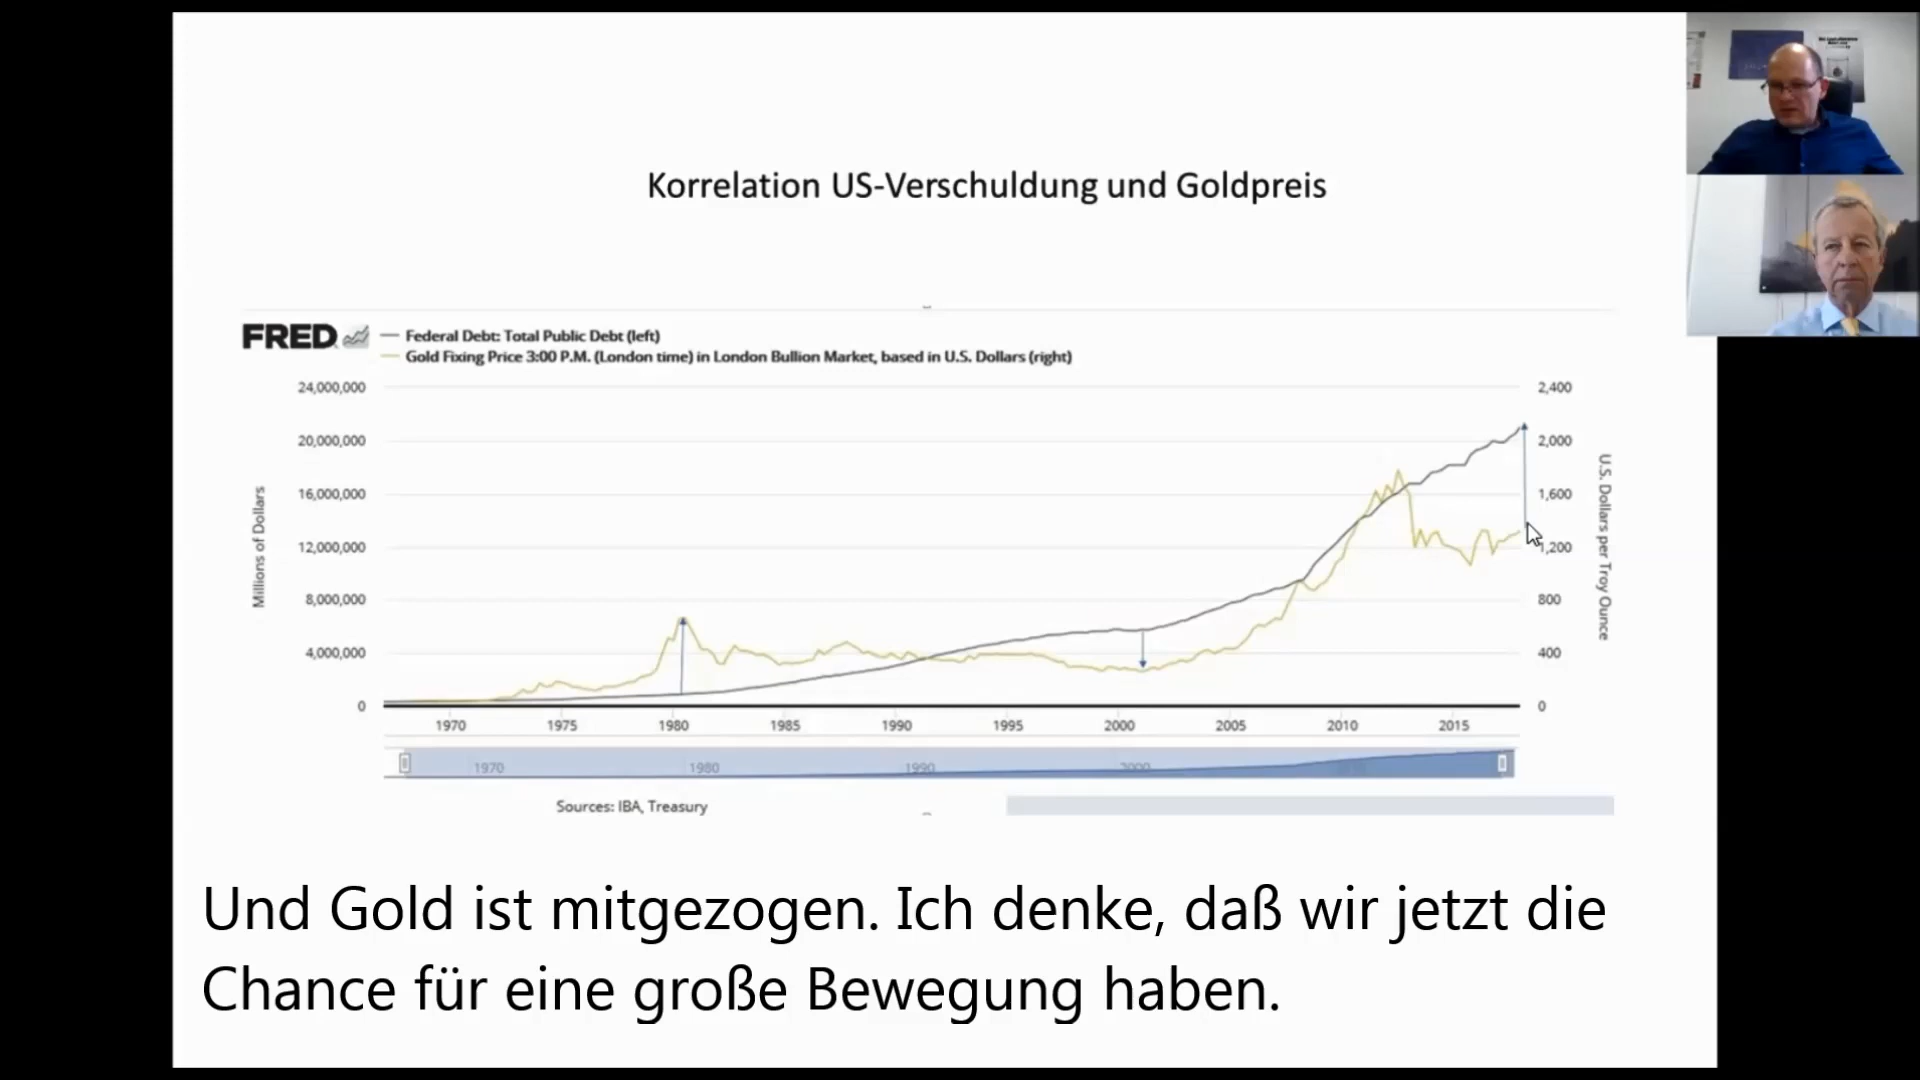 Korrelation US-Verschuldung und Goldpreis
FRED
Federal Debt: Total Public Debt (left)
Gold Fixing Price 3:00 P.M. (London time) in London Bullion Market, based in U.S. Dollars (right)
24,000,000
2,400
20,000,000
2,000
16,000,000
1,600
12,000,000
1,200
8,000,000
800
4,000,000
400
0
0
Millions of Dollars
U.S. Dollars per Troy Ounce
1970 1975 1980 1985 1990 1995 2000 2005 2010 2015
1970 1980 1990 2000
Sources: IBA, Treasury
Und Gold ist mitgezogen. Ich denke, daß wir jetzt die
Chance für eine große Bewegung haben.